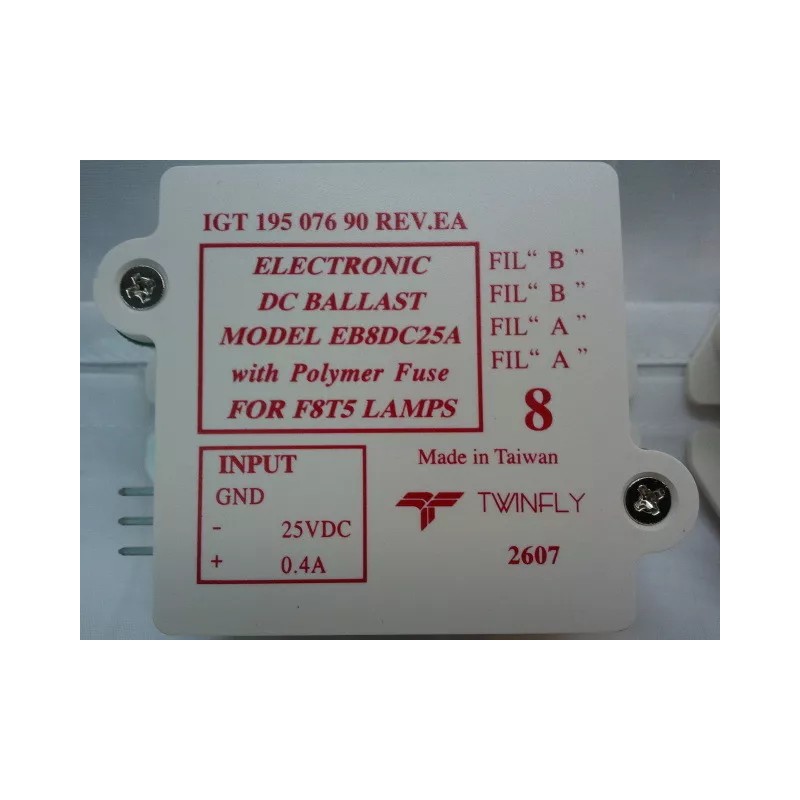 IGT 195 076 90 REV.EA
ELECTRONIC
DC BALLAST
MODEL EB8DC25A
with Polymer Fuse
FOR F8T5 LAMPS
FIL“ B ”
FIL“ B ”
FIL“ A ”
FIL“ A ”
8
INPUT
GND
- 25VDC
+ 0.4A
Made in Taiwan
TWINFLY
2607